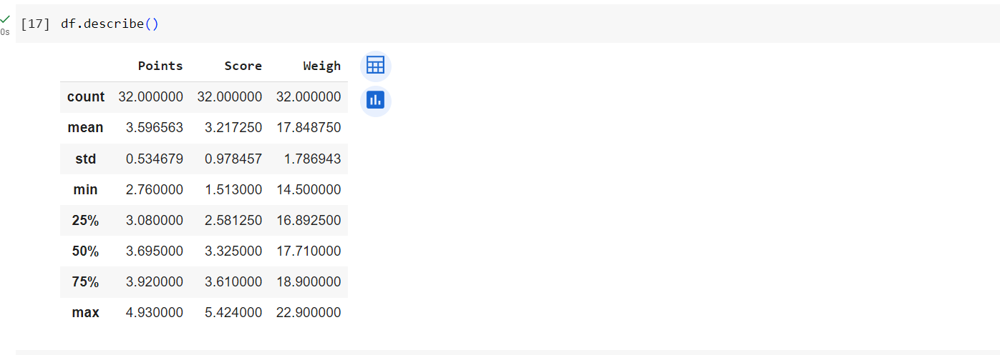 [17] df.describe()
0s
Points Score Weigh
count 32.000000 32.000000 32.000000
mean 3.596563 3.217250 17.848750
std 0.534679 0.978457 1.786943
min 2.760000 1.513000 14.500000
25% 3.080000 2.581250 16.892500
50% 3.695000 3.325000 17.710000
75% 3.920000 3.610000 18.900000
max 4.930000 5.424000 22.900000